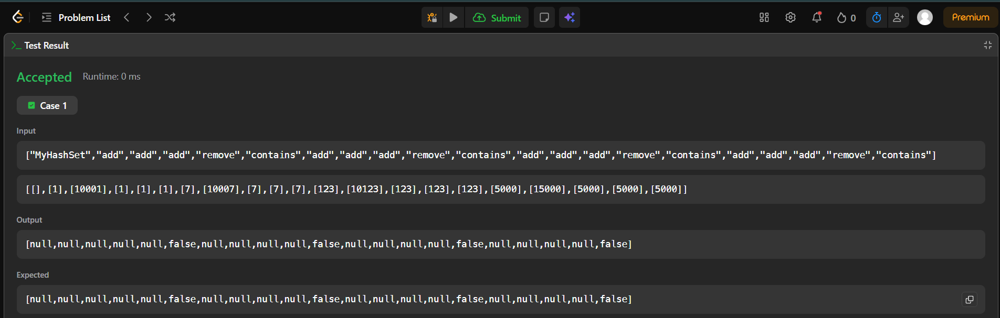 Problem List
Submit
0
Premium
Test Result
Accepted Runtime: 0 ms
Case 1
Input
["MyHashSet","add","add","add","remove","contains","add","add","add","remove","contains","add","add","add","remove","contains","add","add","add","remove","contains"]
[[],[1],[10001],[1],[1],[1],[7],[10007],[7],[7],[7],[123],[10123],[123],[123],[123],[5000],[15000],[5000],[5000],[5000]]
Output
[null,null,null,null,null,false,null,null,null,null,false,null,null,null,null,false,null,null,null,null,false]
Expected
[null,null,null,null,null,false,null,null,null,null,false,null,null,null,null,false,null,null,null,null,false]